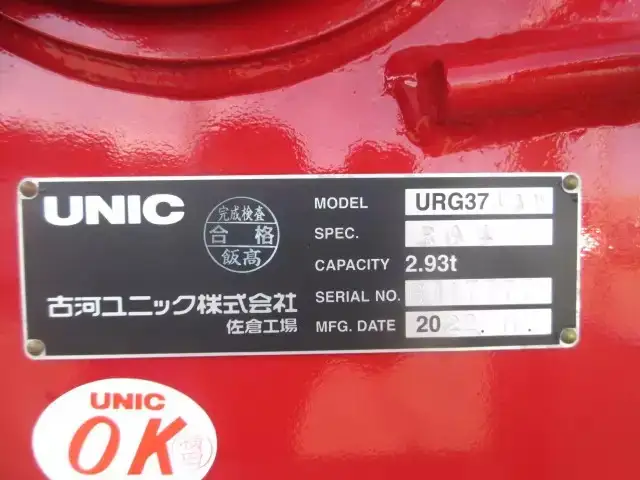 UNIC
完成検査
合格
飯高
古河ユニック株式会社
佐倉工場
MODEL URG37
SPEC.
CAPACITY 2.93t
SERIAL NO.
MFG. DATE 20
UNIC
OK